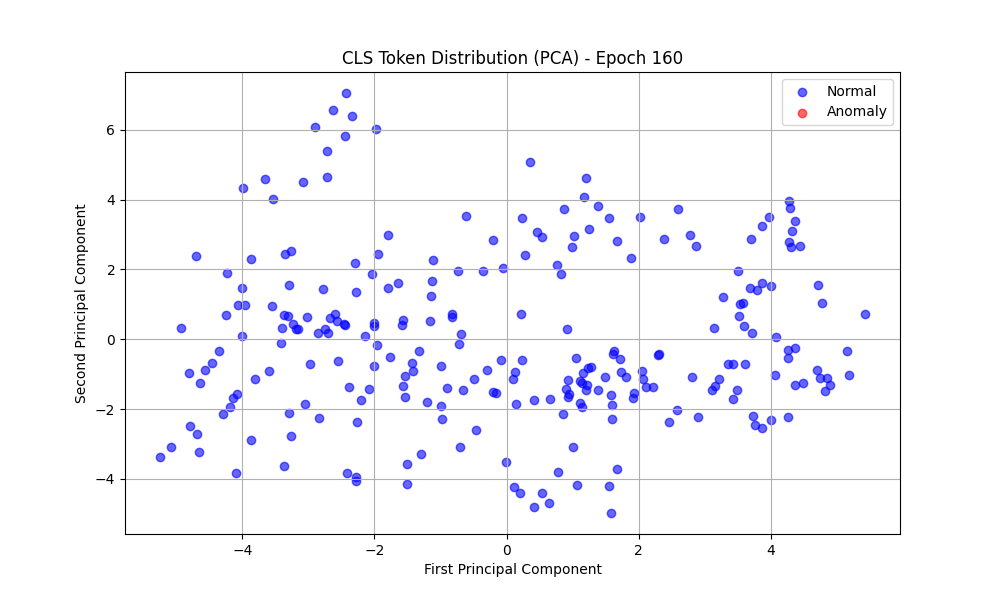 CLS Token Distribution (PCA) - Epoch 160
Normal
Anomaly
Second Principal Component
6
4
2
0
−2
−4
−4
−2
0
2
4
First Principal Component